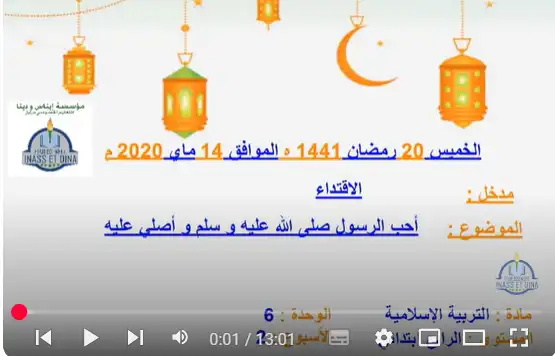 مؤسسة إيناس و دينا
INASS ET DINA
الخميس 20 رمضان 1441 ه الموافق 14 ماي 2020 م
مدخل : الاقتداء
الموضوع : أحب الرسول صلى الله عليه و سلم و أصلي عليه
INASS ET DINA
مادة : التربية الإسلامية الوحدة : 6
المستوى : الرابع ابتدائي الأسبوع : 2
0:01 / 13:01